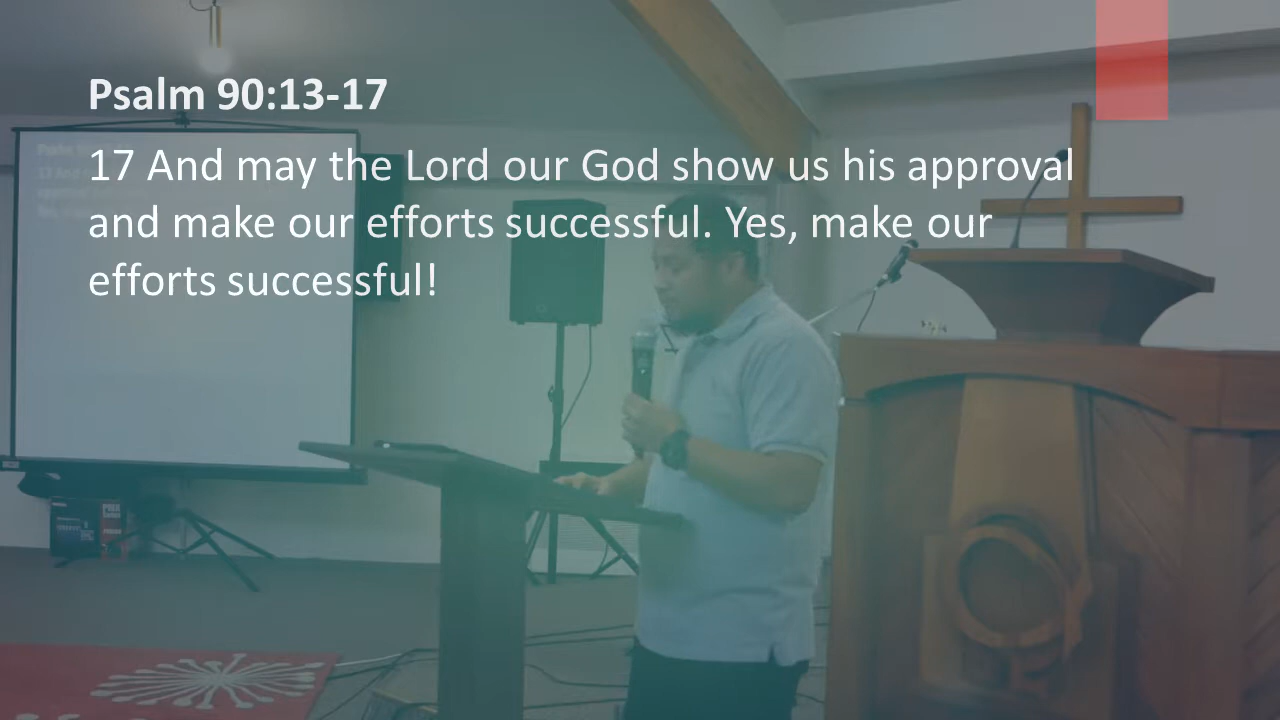 Psalm 90:13-17
17 And may the Lord our God show us his approval
and make our efforts successful. Yes, make our
efforts successful!